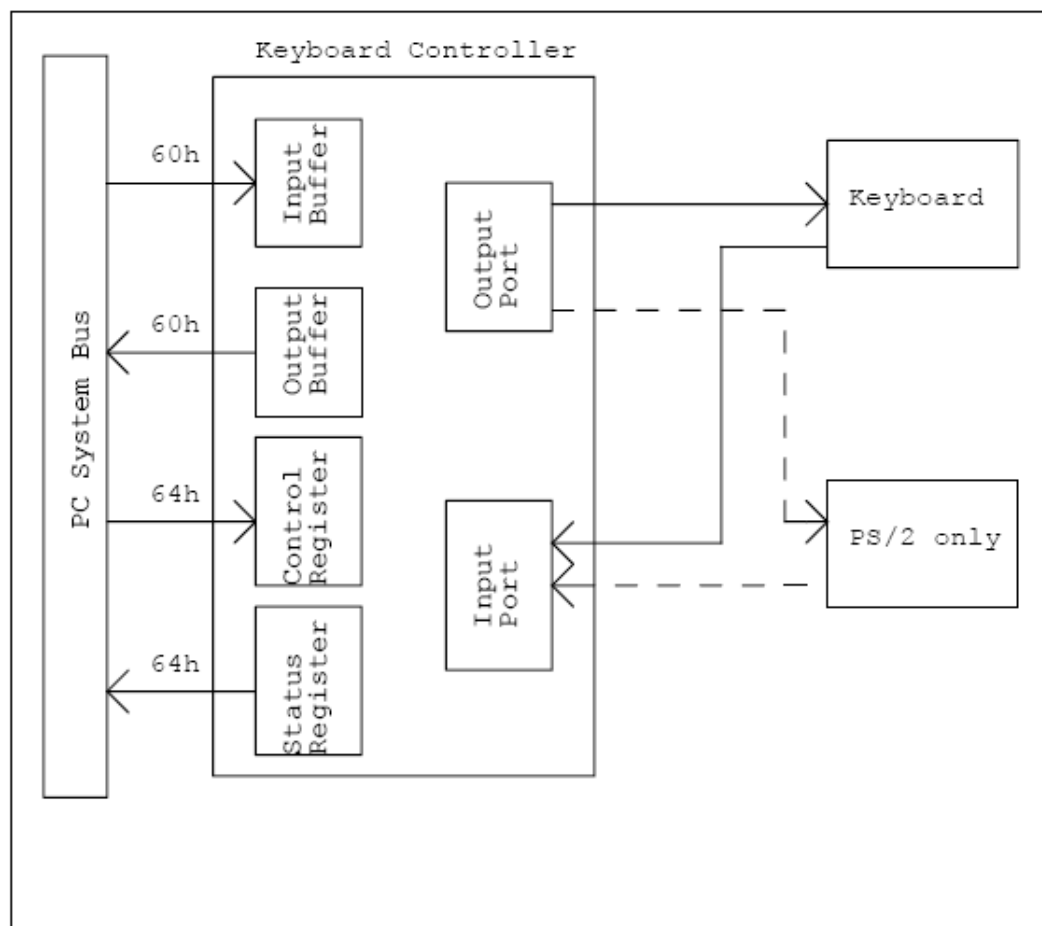 Keyboard Controller
PC System Bus
60h
Input
Buffer
60h
Output
Buffer
64h
Control
Register
64h
Status
Register
Output
Port
Input
Port
Keyboard
PS/2 only